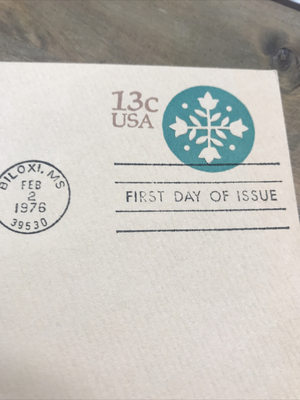 13c
USA
BILOXI, MS
FEB
2
1976
39530
FIRST DAY OF ISSUE